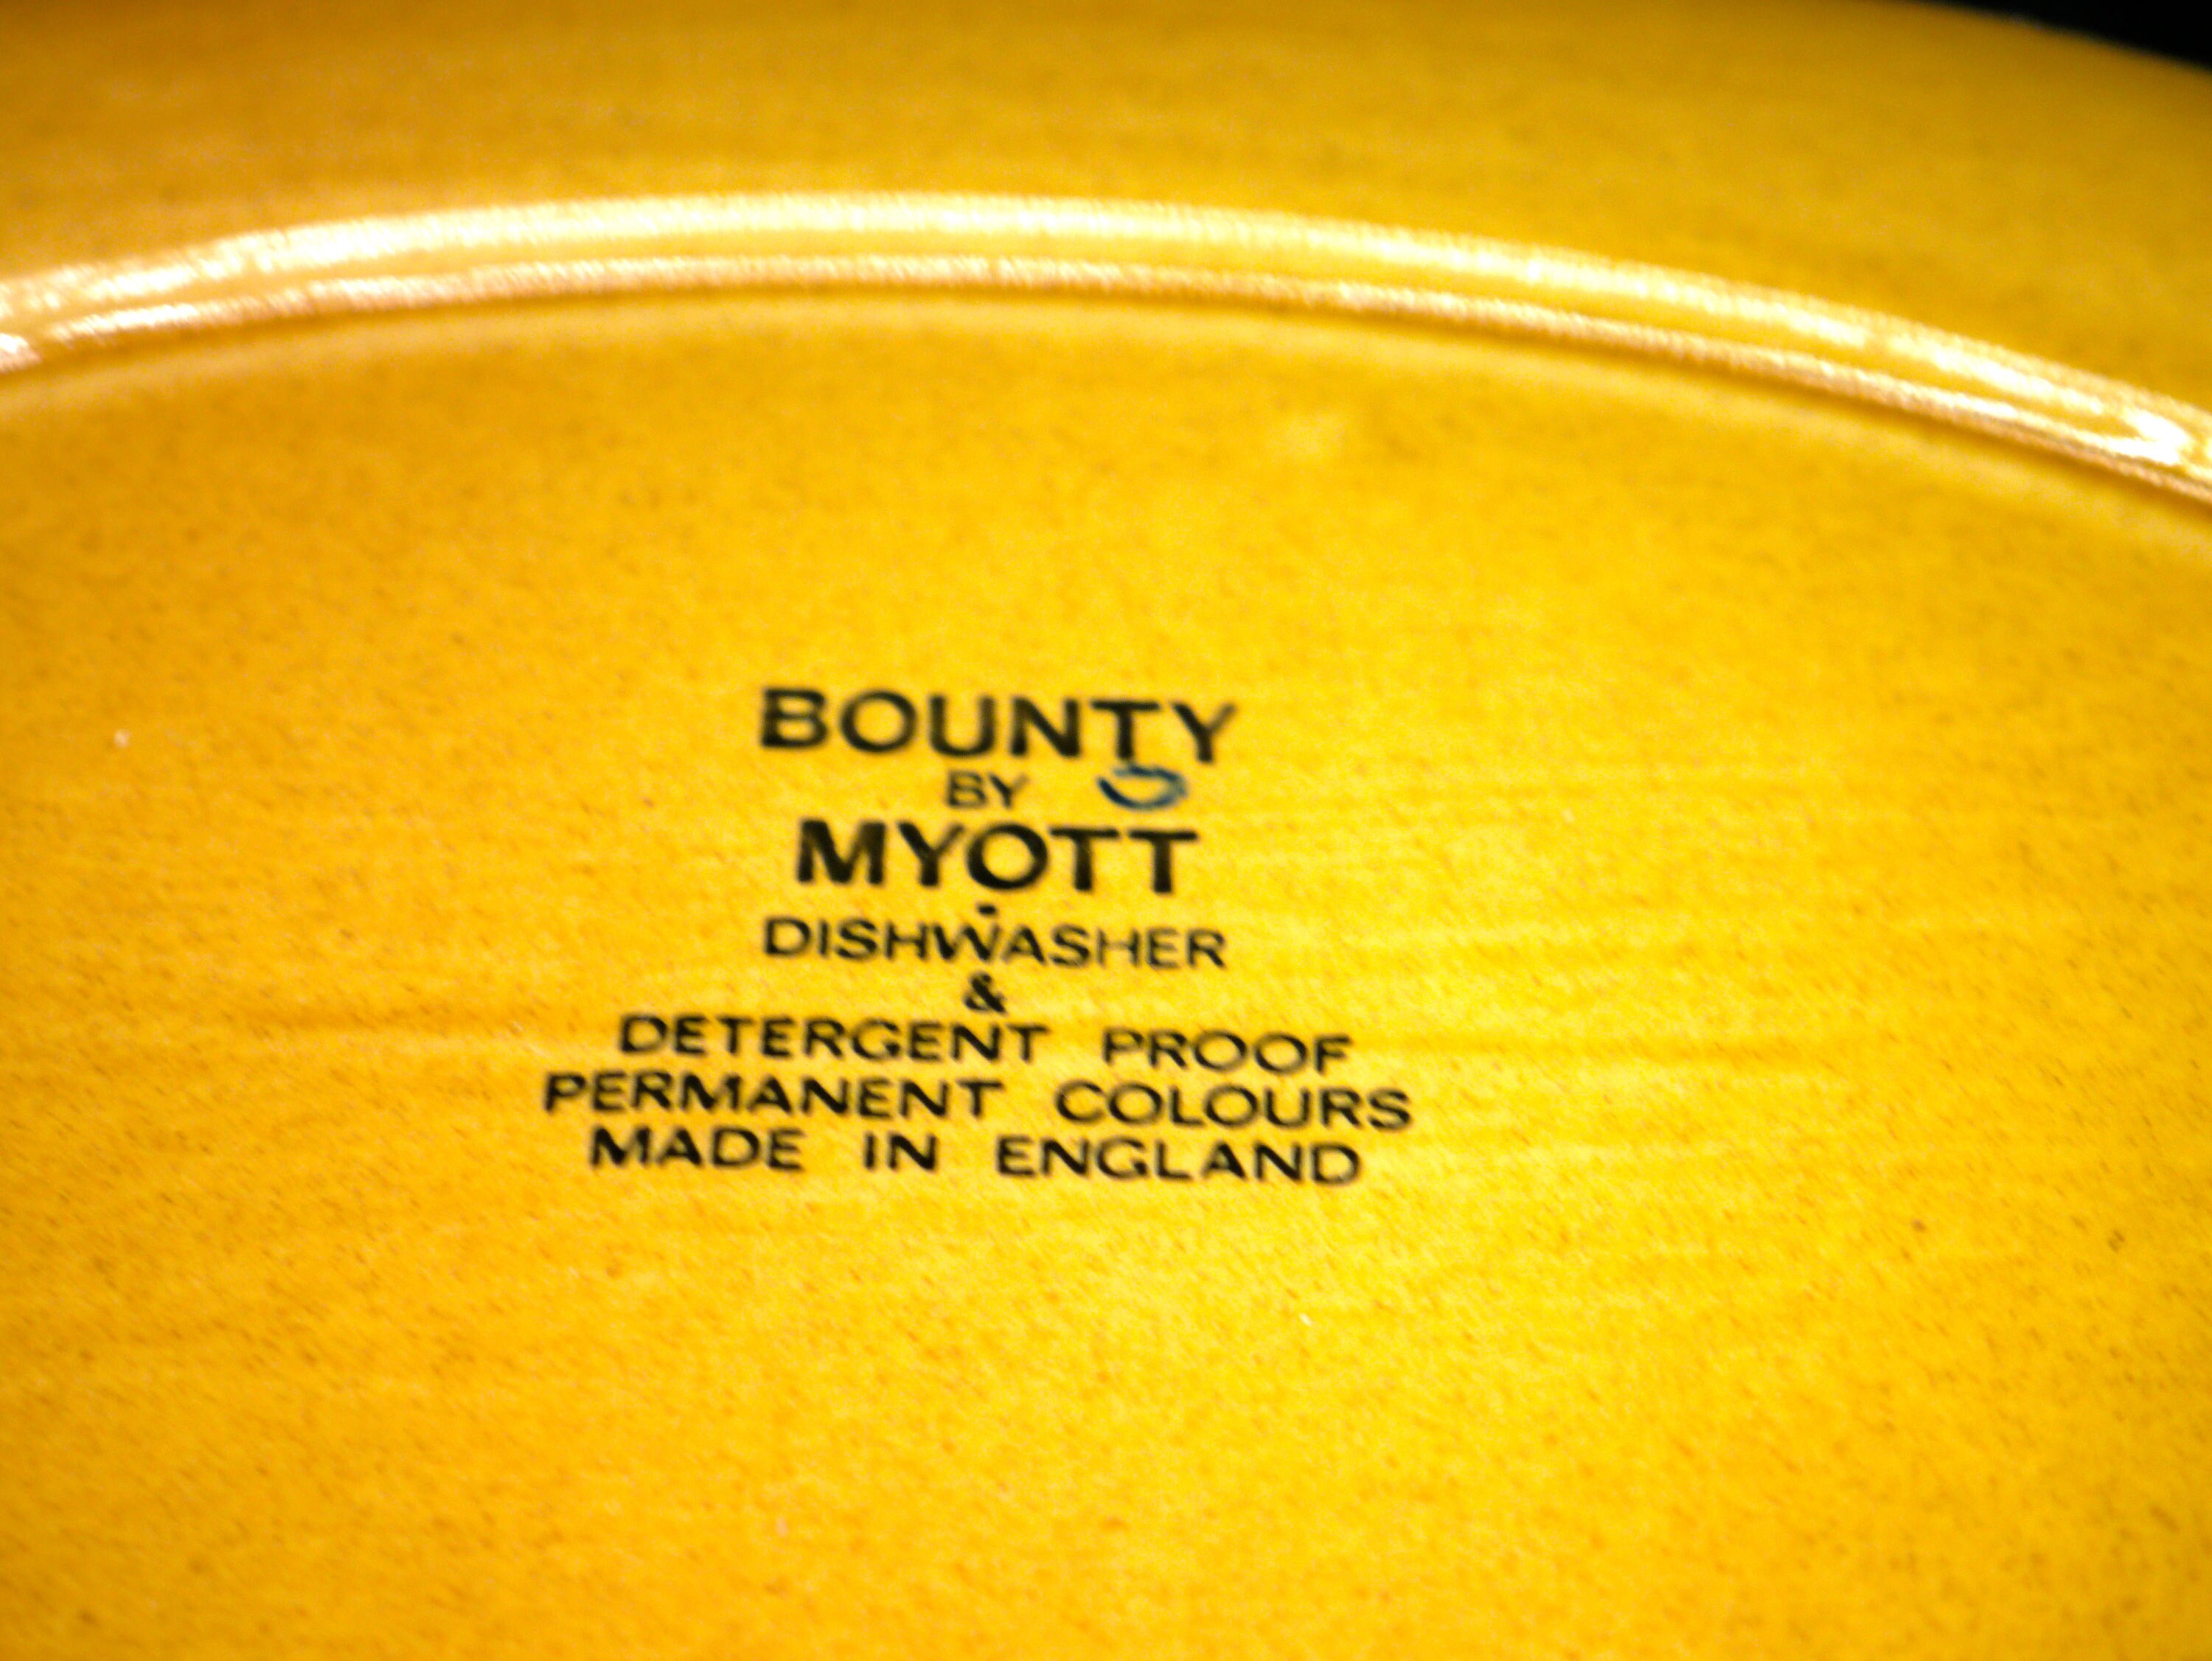 BOUNTY
BY
MYOTT
DISHWASHER
&
DETERGENT PROOF
PERMANENT COLOURS
MADE IN ENGLAND